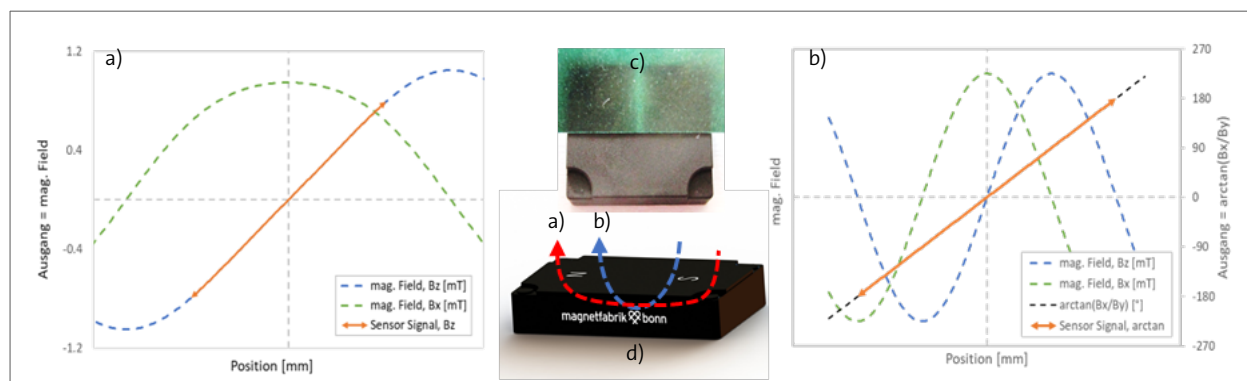 a)
Ausgang = mag. Field
1.2
0.4
-0.4
-1.2
mag. Field, Bz [mT]
mag. Field, Bx [mT]
Sensor Signal, Bz
Position [mm]
c)
a)
b)
N
S
magnetfabrik bonn
d)
b)
mag. Field
270
180
90
0
-90
-180
-270
Ausgang = arctan(Bx/By)
mag. Field, Bz [mT]
mag. Field, Bx [mT]
arctan(Bx/By) [°]
Sensor Signal, arctan
Position [mm]